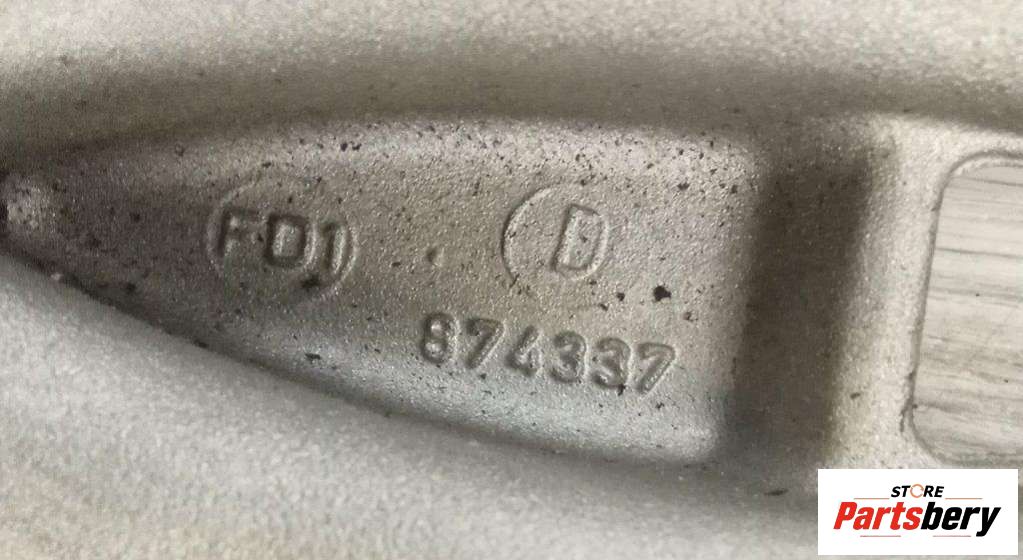 FD1
D
874337
STORE
Partsbery